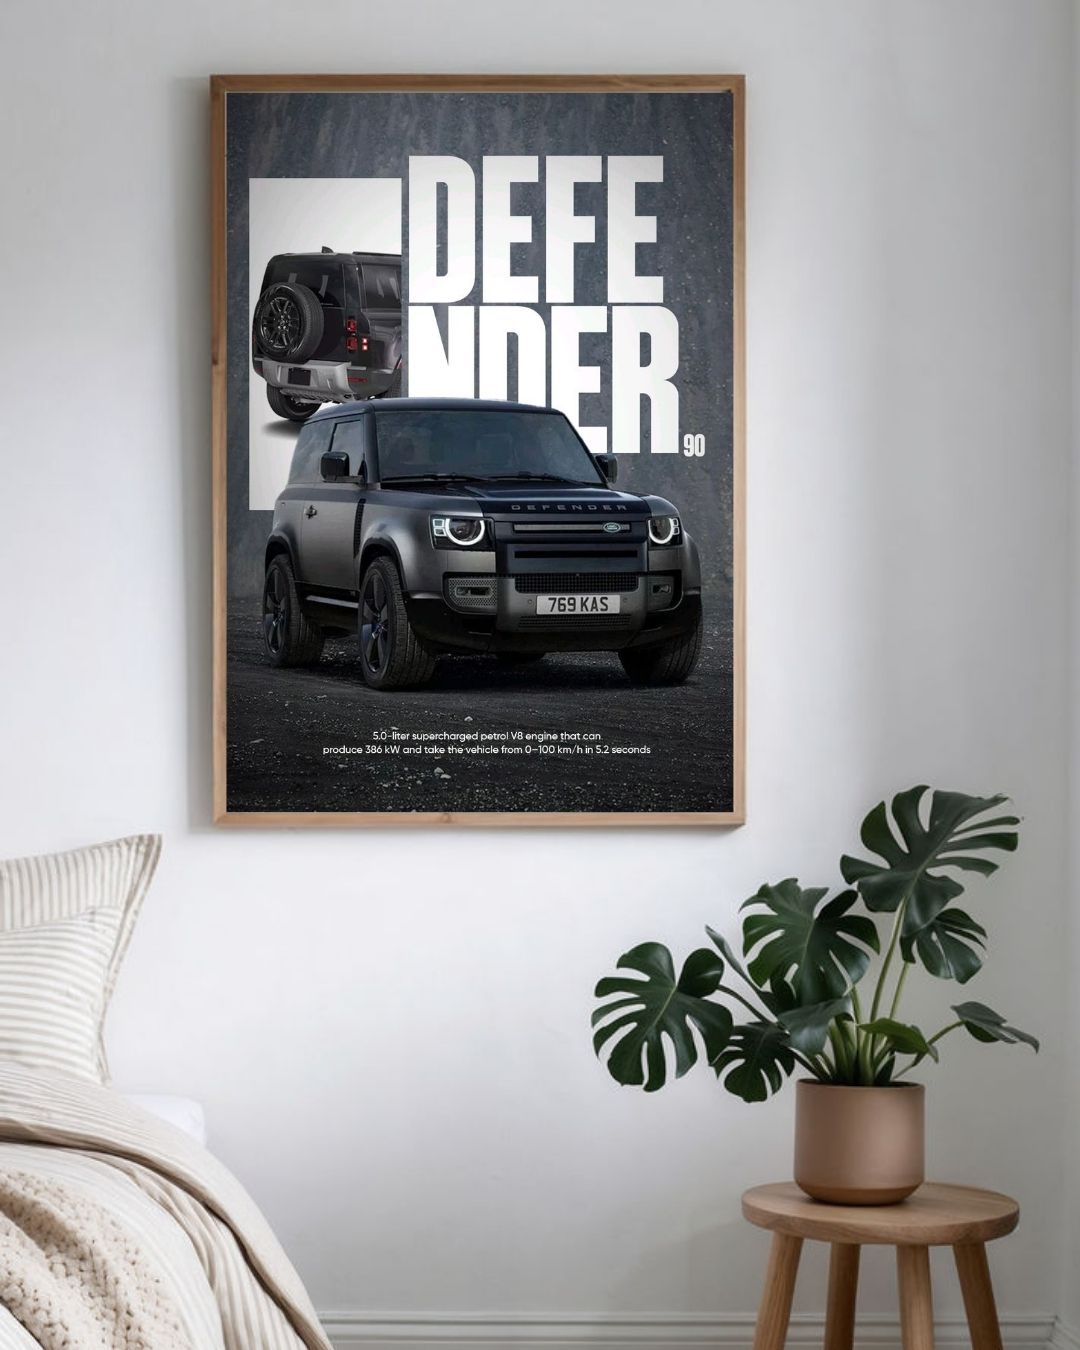 DEFE
NDER
90
DEFENDER
769 KAS
5.0-liter supercharged petrol V8 engine that can
produce 386 kW and take the vehicle from 0–100 km/h in 5.2 seconds